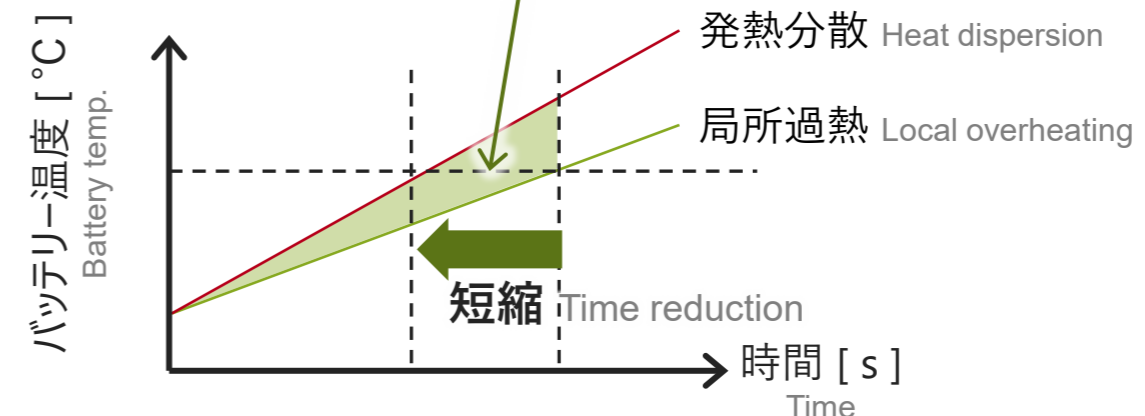 バッテリー温度 [ °C ]
Battery temp.
発熱分散 Heat dispersion
局所過熱 Local overheating
短縮 Time reduction
時間 [ s ]
Time